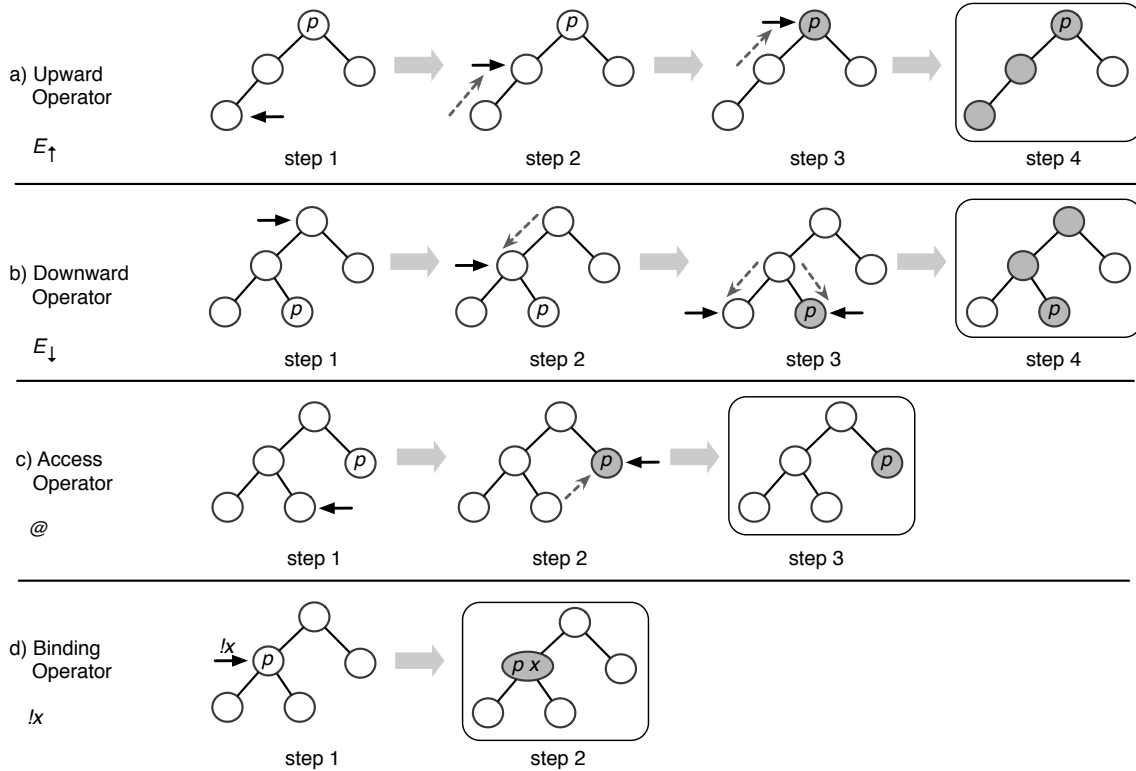 p
p
p
p
a) Upward
Operator
E↑
step 1
step 2
step 3
step 4
b) Downward
Operator
E↓
p
p
p
p
step 1
step 2
step 3
step 4
c) Access
Operator
@
p
p
p
step 1
step 2
step 3
d) Binding
Operator
!x
!x
p
p x
step 1
step 2